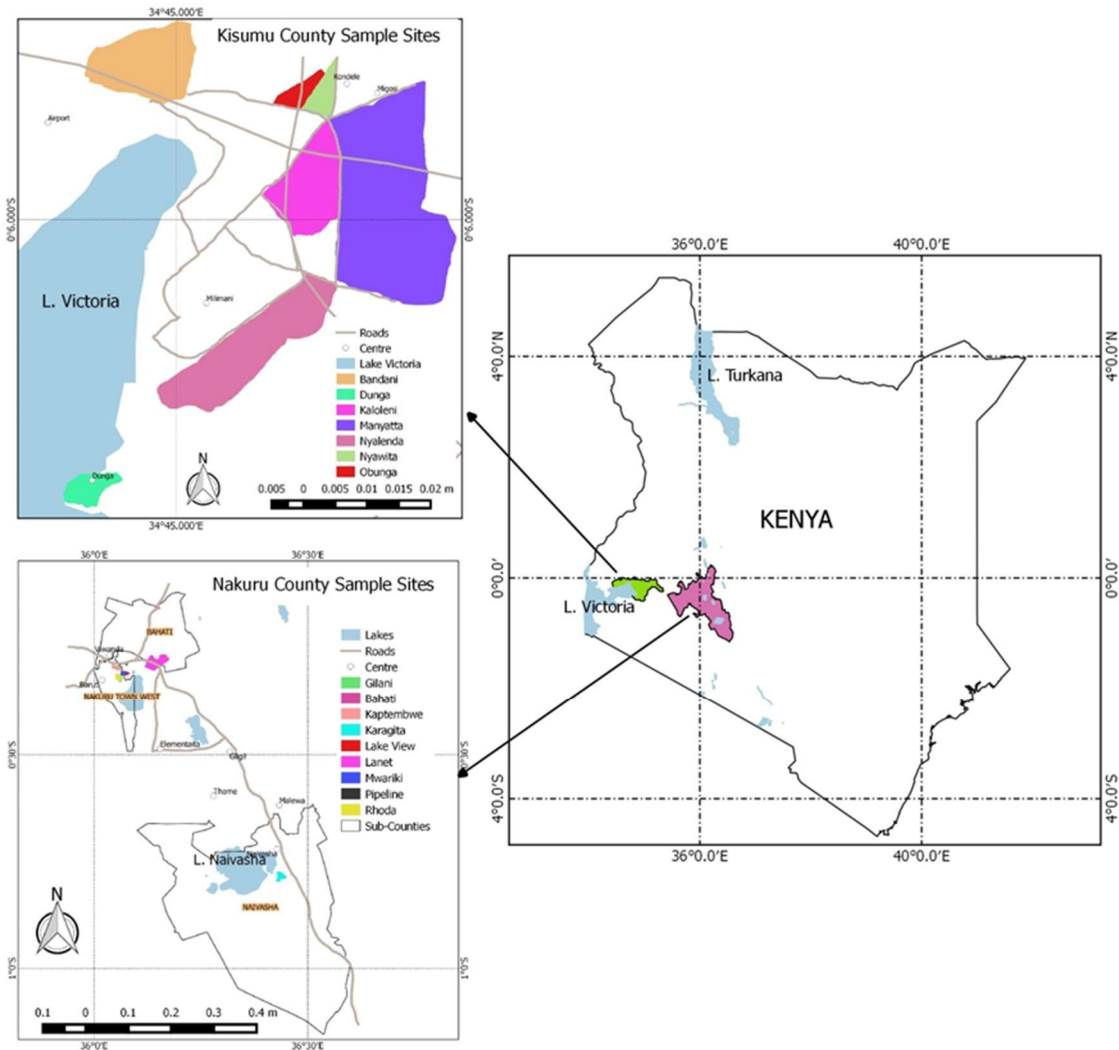 34°45.000'E
Kisumu County Sample Sites
Kondele
Migosi
Airport
0°6.000'S
0°6.000'S
L. Victoria
Milimani
Roads
Centre
Lake Victoria
Bandani
Dunga
Kaloleni
Manyatta
Nyalenda
Nyawita
Obunga
Dunga
N
0.005 0 0.005 0.01 0.015 0.02 m
34°45.000'E
36°0'E 36°30'E
Nakuru County Sample Sites
BAHATI
Barut
NAKURU TOWN WEST
Elementaita
Gilgil
0°30'S
0°30'S
Thome
Malewa
L. Naivasha
Naivasha
NAIVASHA
Lakes
Roads
Centre
Gilani
Bahati
Kaptembwe
Karagita
Lake View
Lanet
Mwariki
Pipeline
Rhoda
Sub-Counties
N
1°0'S
1°0'S
0.1 0 0.1 0.2 0.3 0.4 m
36°0'E 36°30'E
36°0.0'E 40°0.0'E
4°0.0'N
4°0.0'N
L. Turkana
KENYA
0°0.0'
0°0.0'
L. Victoria
4°0.0'S
4°0.0'S
36°0.0'E 40°0.0'E